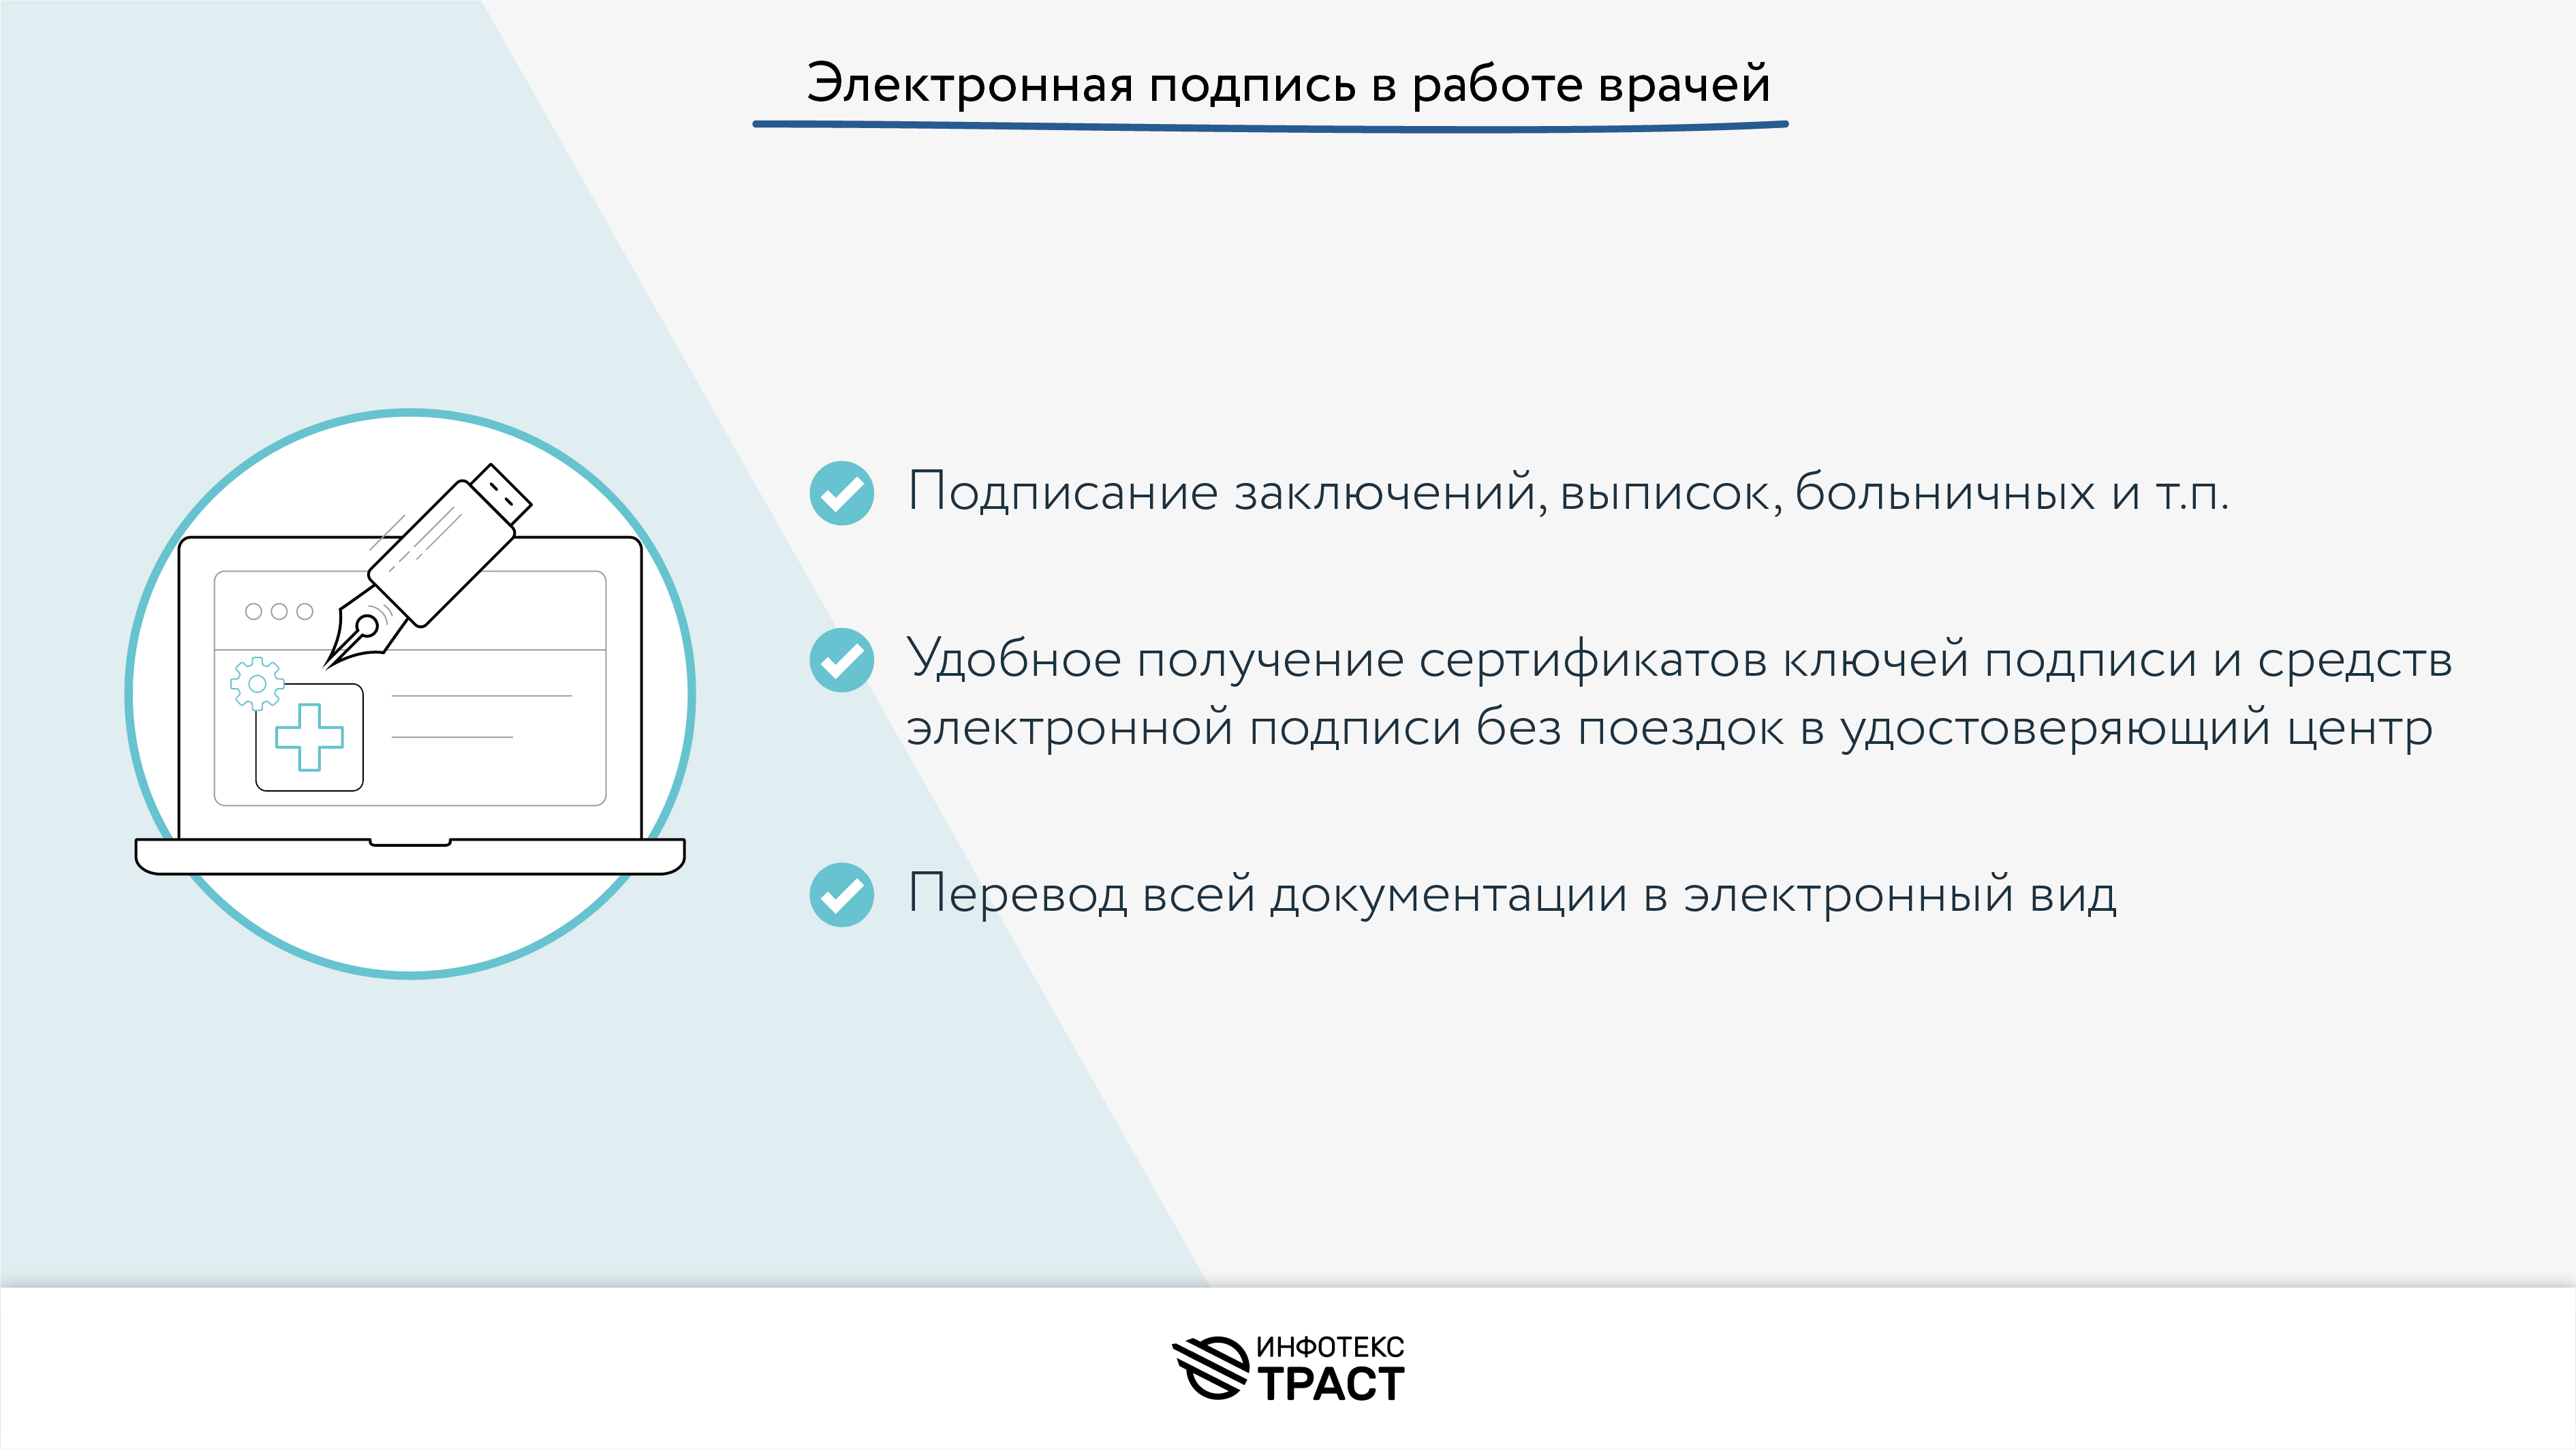 Электронная подпись в работе врачей
Подписание заключений, выписок, больничных и т.п.
Удобное получение сертификатов ключей подписи и средств
электронной подписи без поездок в удостоверяющий центр
Перевод всей документации в электронный вид
ИНФОТЕКС
ТРАСТ